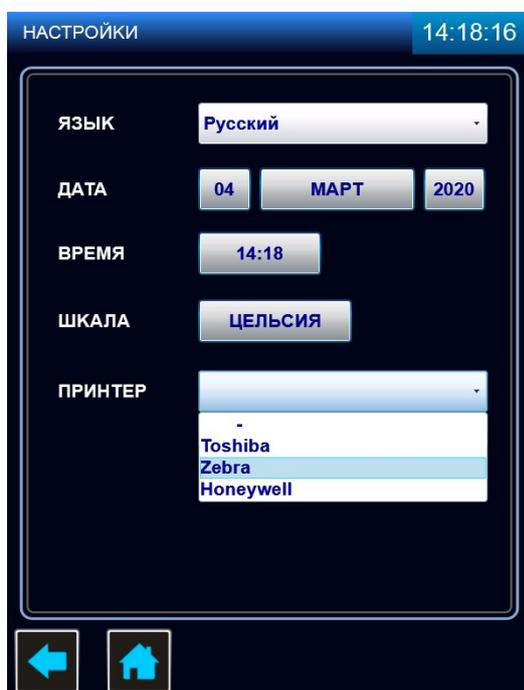 НАСТРОЙКИ 14:18:16
ЯЗЫК Русский
ДАТА 04 МАРТ 2020
ВРЕМЯ 14:18
ШКАЛА ЦЕЛЬСИЯ
ПРИНТЕР
-
Toshiba
Zebra
Honeywell